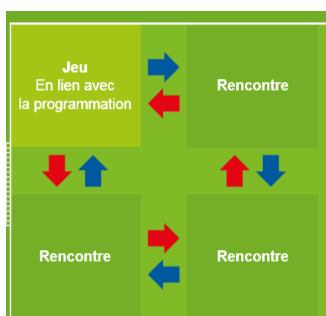 Jeu
En lien avec
la programmation
Rencontre
Rencontre
Rencontre